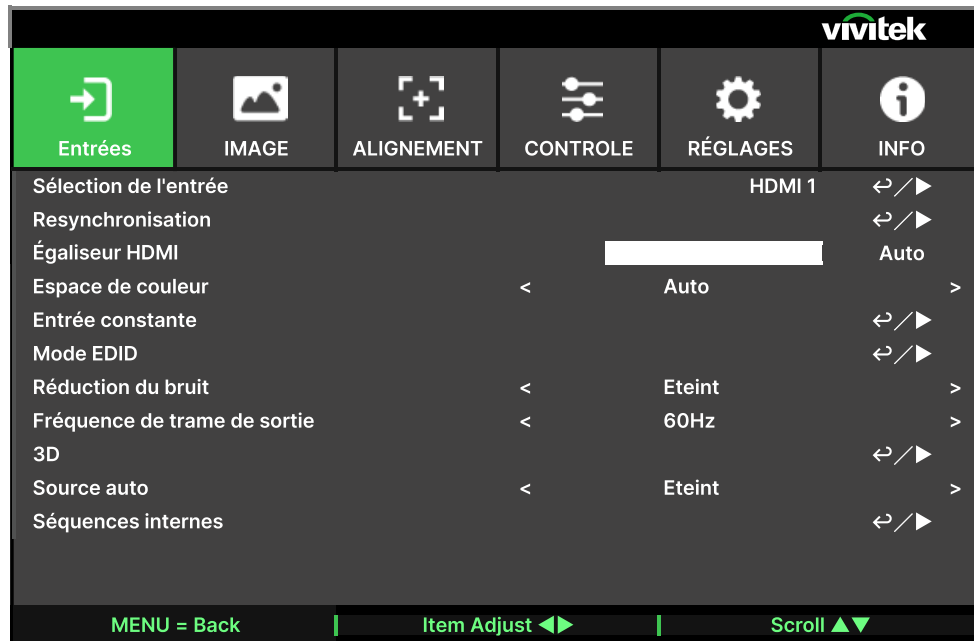 vivitek
Entrées IMAGE ALIGNEMENT CONTROLE RÉGLAGES INFO
Sélection de l'entrée HDMI 1
Resynchronisation
Égaliseur HDMI Auto
Espace de couleur < Auto >
Entrée constante
Mode EDID
Réduction du bruit < Eteint >
Fréquence de trame de sortie < 60Hz >
3D
Source auto < Eteint >
Séquences internes
MENU = Back Item Adjust ◀▶ Scroll ▲▼